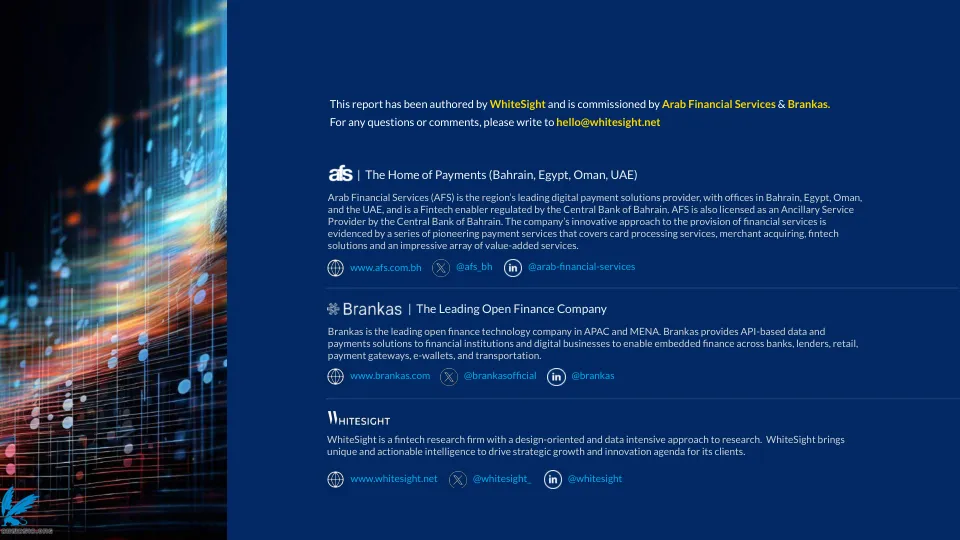 This report has been authored by WhiteSight and is commissioned by Arab Financial Services & Brankas.
For any questions or comments, please write to hello@whitesight.net
afs | The Home of Payments (Bahrain, Egypt, Oman, UAE)
Arab Financial Services (AFS) is the region's leading digital payment solutions provider, with offices in Bahrain, Egypt, Oman,
and the UAE, and is a Fintech enabler regulated by the Central Bank of Bahrain. AFS is also licensed as an Ancillary Service
Provider by the Central Bank of Bahrain. The company's innovative approach to the provision of financial services is
evidenced by a series of pioneering payment services that covers card processing services, merchant acquiring, fintech
solutions and an impressive array of value-added services.
www.afs.com.bh @afs_bh in @arab-financial-services
Brankas | The Leading Open Finance Company
Brankas is the leading open finance technology company in APAC and MENA. Brankas provides API-based data and
payments solutions to financial institutions and digital businesses to enable embedded finance across banks, lenders, retail,
payment gateways, e-wallets, and transportation.
www.brankas.com @brankasofficial in @brankas
WHITESIGHT
WhiteSight is a fintech research firm with a design-oriented and data intensive approach to research. WhiteSight brings
unique and actionable intelligence to drive strategic growth and innovation agenda for its clients.
www.whitesight.net @whitesight_ in @whitesight